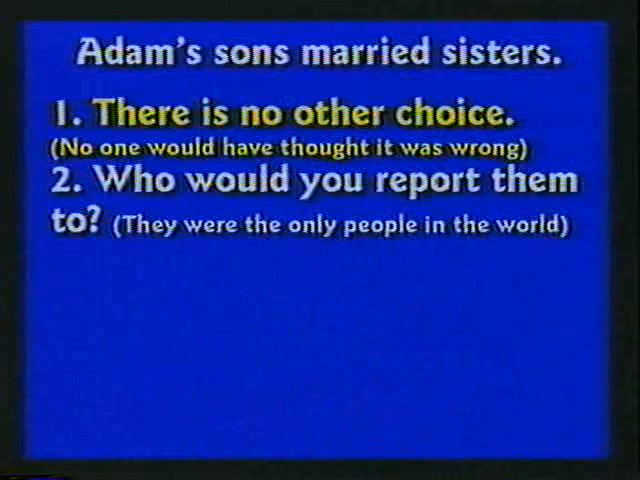 Adam's sons married sisters.
1. There is no other choice.
(No one would have thought it was wrong)
2. Who would you report them
to? (They were the only people in the world)